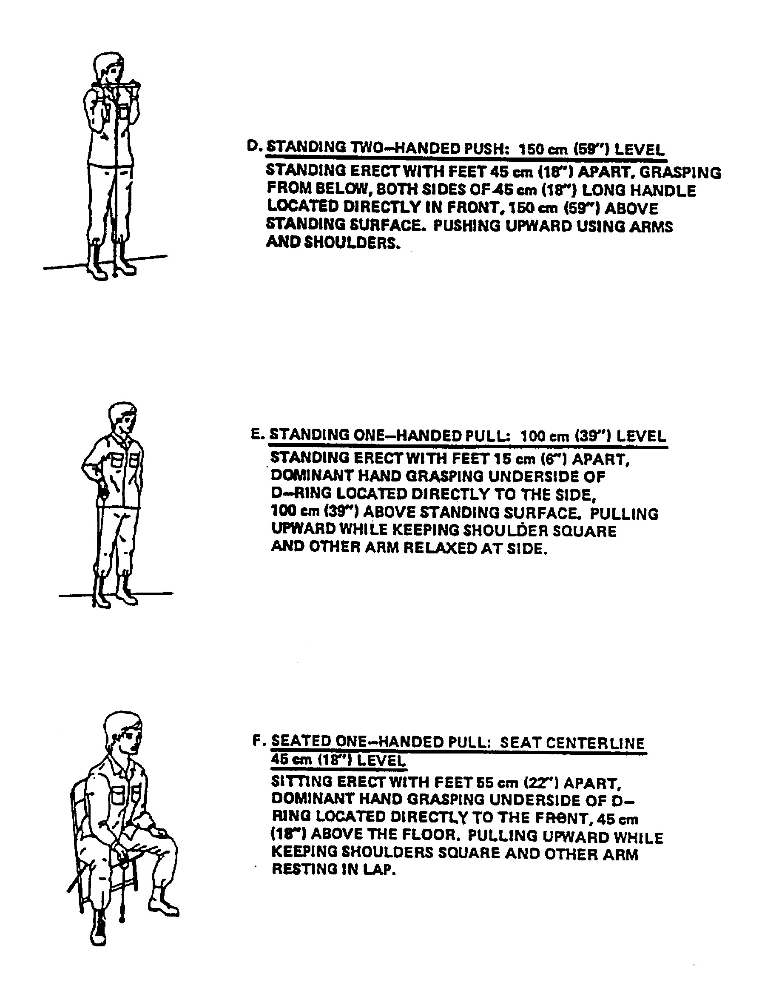 D. STANDING TWO—HANDED PUSH: 150 cm (59") LEVEL
STANDING ERECT WITH FEET 45 cm (18") APART, GRASPING
FROM BELOW, BOTH SIDES OF 45 cm (18") LONG HANDLE
LOCATED DIRECTLY IN FRONT, 150 cm (59") ABOVE
STANDING SURFACE. PUSHING UPWARD USING ARMS
AND SHOULDERS.
E. STANDING ONE—HANDED PULL: 100 cm (39") LEVEL
STANDING ERECT WITH FEET 15 cm (6") APART,
DOMINANT HAND GRASPING UNDERSIDE OF
D—RING LOCATED DIRECTLY TO THE SIDE,
100 cm (39") ABOVE STANDING SURFACE. PULLING
UPWARD WHILE KEEPING SHOULDER SQUARE
AND OTHER ARM RELAXED AT SIDE.
F. SEATED ONE—HANDED PULL: SEAT CENTERLINE
45 cm (18") LEVEL
SITTING ERECT WITH FEET 55 cm (22") APART,
DOMINANT HAND GRASPING UNDERSIDE OF D—
RING LOCATED DIRECTLY TO THE FRONT, 45 cm
(18") ABOVE THE FLOOR. PULLING UPWARD WHILE
KEEPING SHOULDERS SQUARE AND OTHER ARM
RESTING IN LAP.